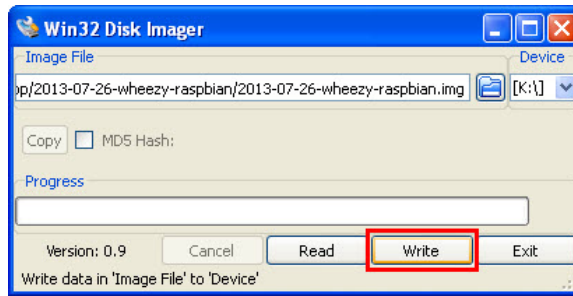 Win32 Disk Imager
Image File
Device
op/2013-07-26-wheezy-raspbian/2013-07-26-wheezy-raspbian.img
[K:\]
Copy
MD5 Hash:
Progress
Version: 0.9
Cancel
Read
Write
Exit
Write data in 'Image File' to 'Device'